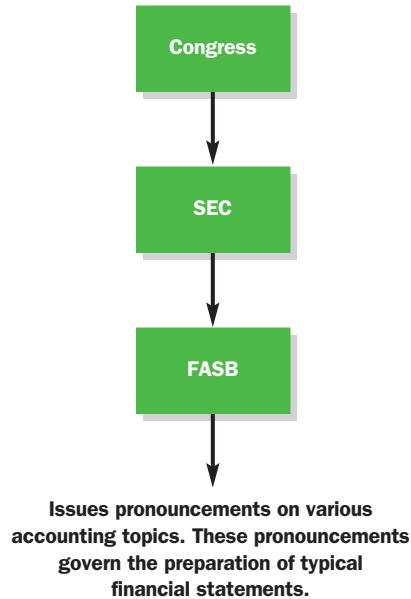 Congress
SEC
FASB
Issues pronouncements on various
accounting topics. These pronouncements
govern the preparation of typical
financial statements.